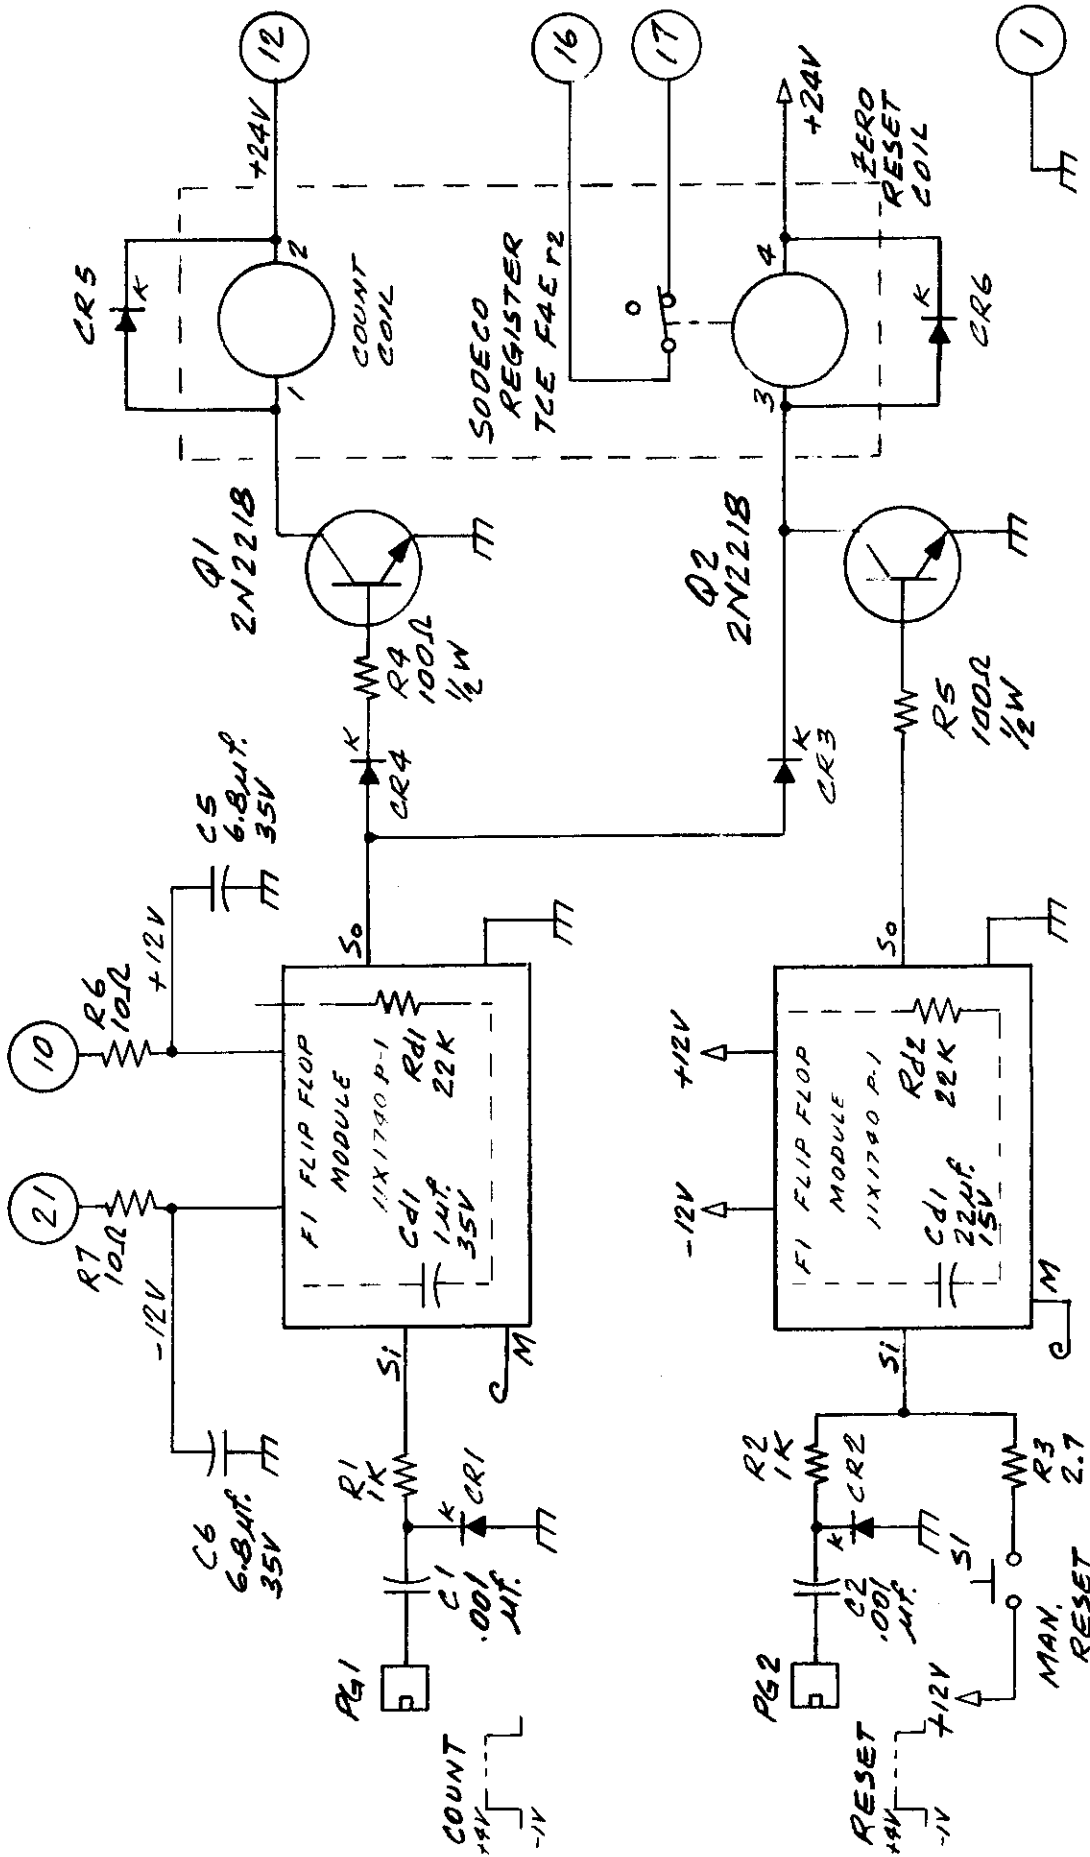 12
+24V
CR5
K
2
COUNT
COIL
1
Q1
2N2218
R4
100Ω
½W
K
CR4
C5
6.8µf.
35V
+12V
10
R6
10Ω
21
R7
10Ω
-12V
C6
6.8µf.
35V
So
F1 FLIP FLOP
MODULE
11X1740 P-1
Rd1
22K
Cd1
1µf.
35V
Si
M
R1
1K
K
CR1
C1
.001
µf.
PG1
COUNT
+4V
-1V
16
17
SODECO
REGISTER
TCE F4E r2
+24V
ZERO
RESET
COIL
4
3
K
CR6
1
Q2
2N2218
R5
100Ω
½W
K
CR3
So
+12V
-12V
F1 FLIP FLOP
MODULE
11X1740 P-1
Rd2
22K
Cd1
22µf.
15V
Si
M
R2
1K
K
CR2
C2
.001
µf.
PG2
R3
2.7
S1
MAN.
RESET
+12V
RESET
+4V
-1V